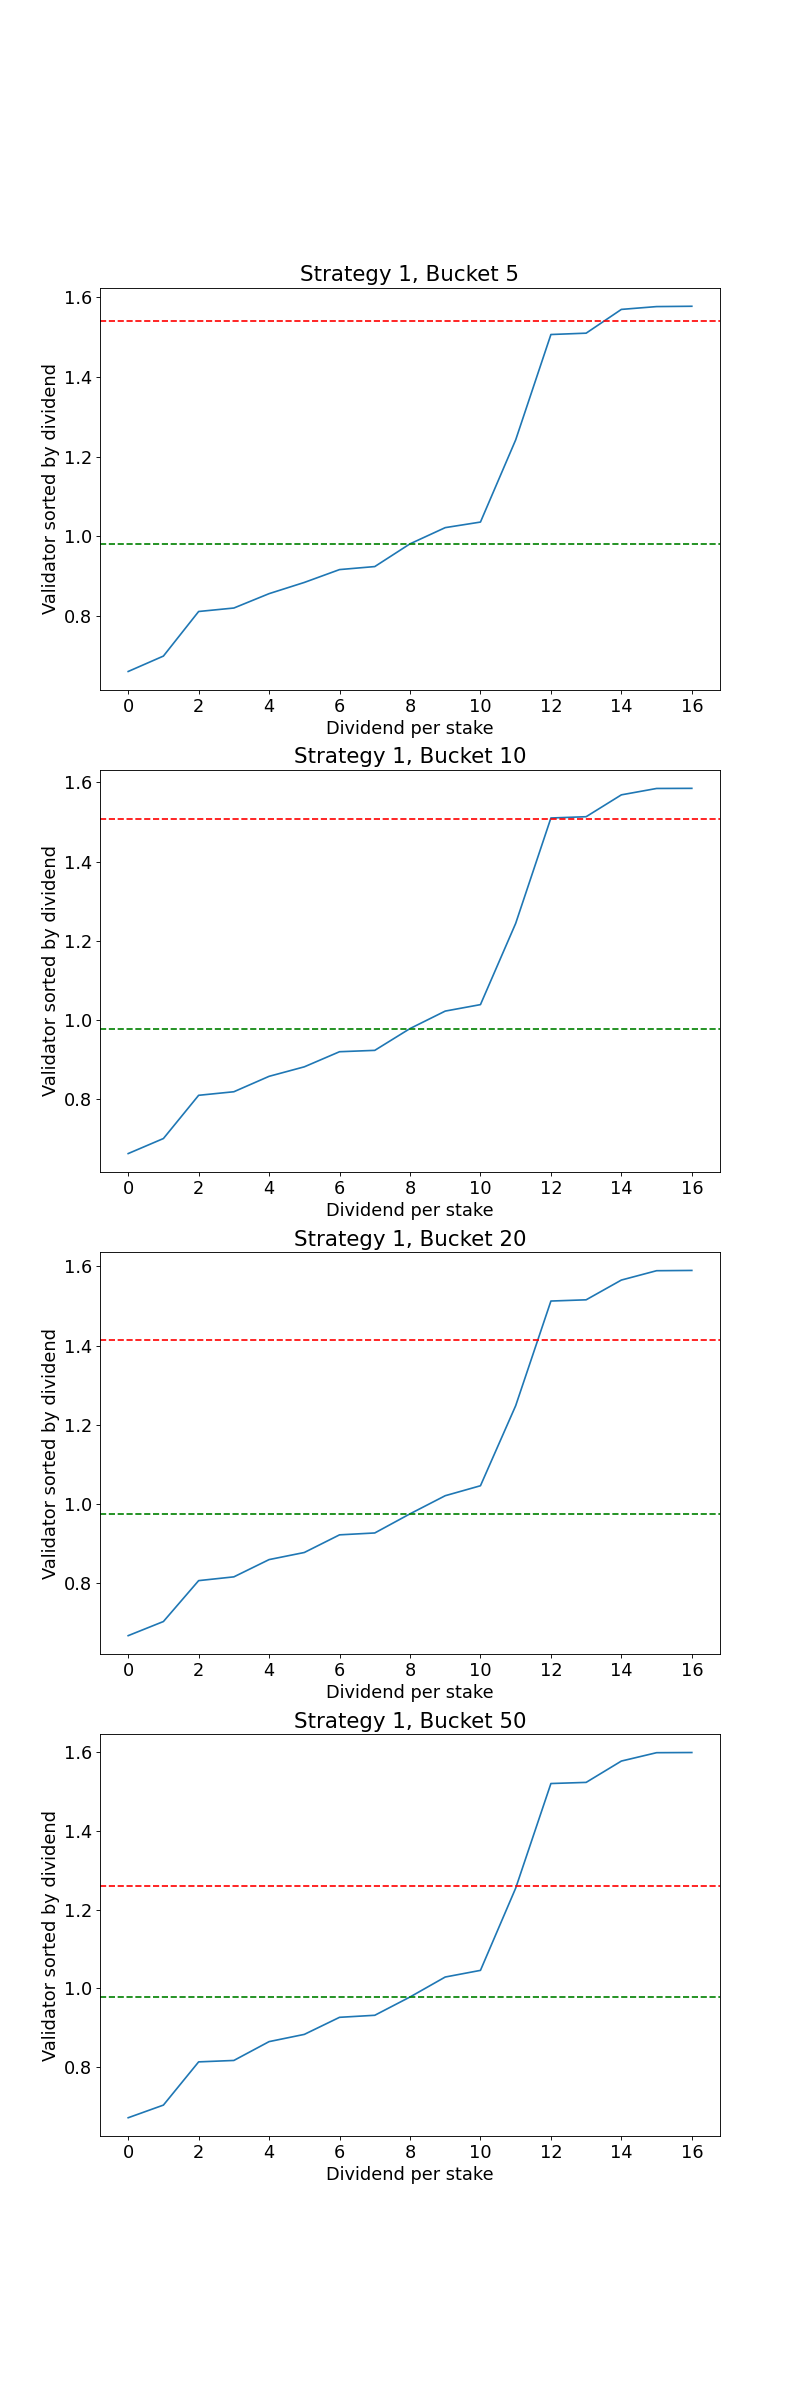 Strategy 1, Bucket 5
Validator sorted by dividend
1.6
1.4
1.2
1.0
0.8
0 2 4 6 8 10 12 14 16
Dividend per stake
Strategy 1, Bucket 10
Validator sorted by dividend
1.6
1.4
1.2
1.0
0.8
0 2 4 6 8 10 12 14 16
Dividend per stake
Strategy 1, Bucket 20
Validator sorted by dividend
1.6
1.4
1.2
1.0
0.8
0 2 4 6 8 10 12 14 16
Dividend per stake
Strategy 1, Bucket 50
Validator sorted by dividend
1.6
1.4
1.2
1.0
0.8
0 2 4 6 8 10 12 14 16
Dividend per stake